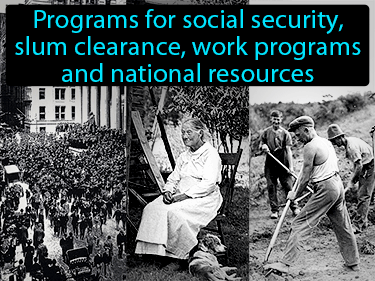 Programs for social security,
slum clearance, work programs
and national resources